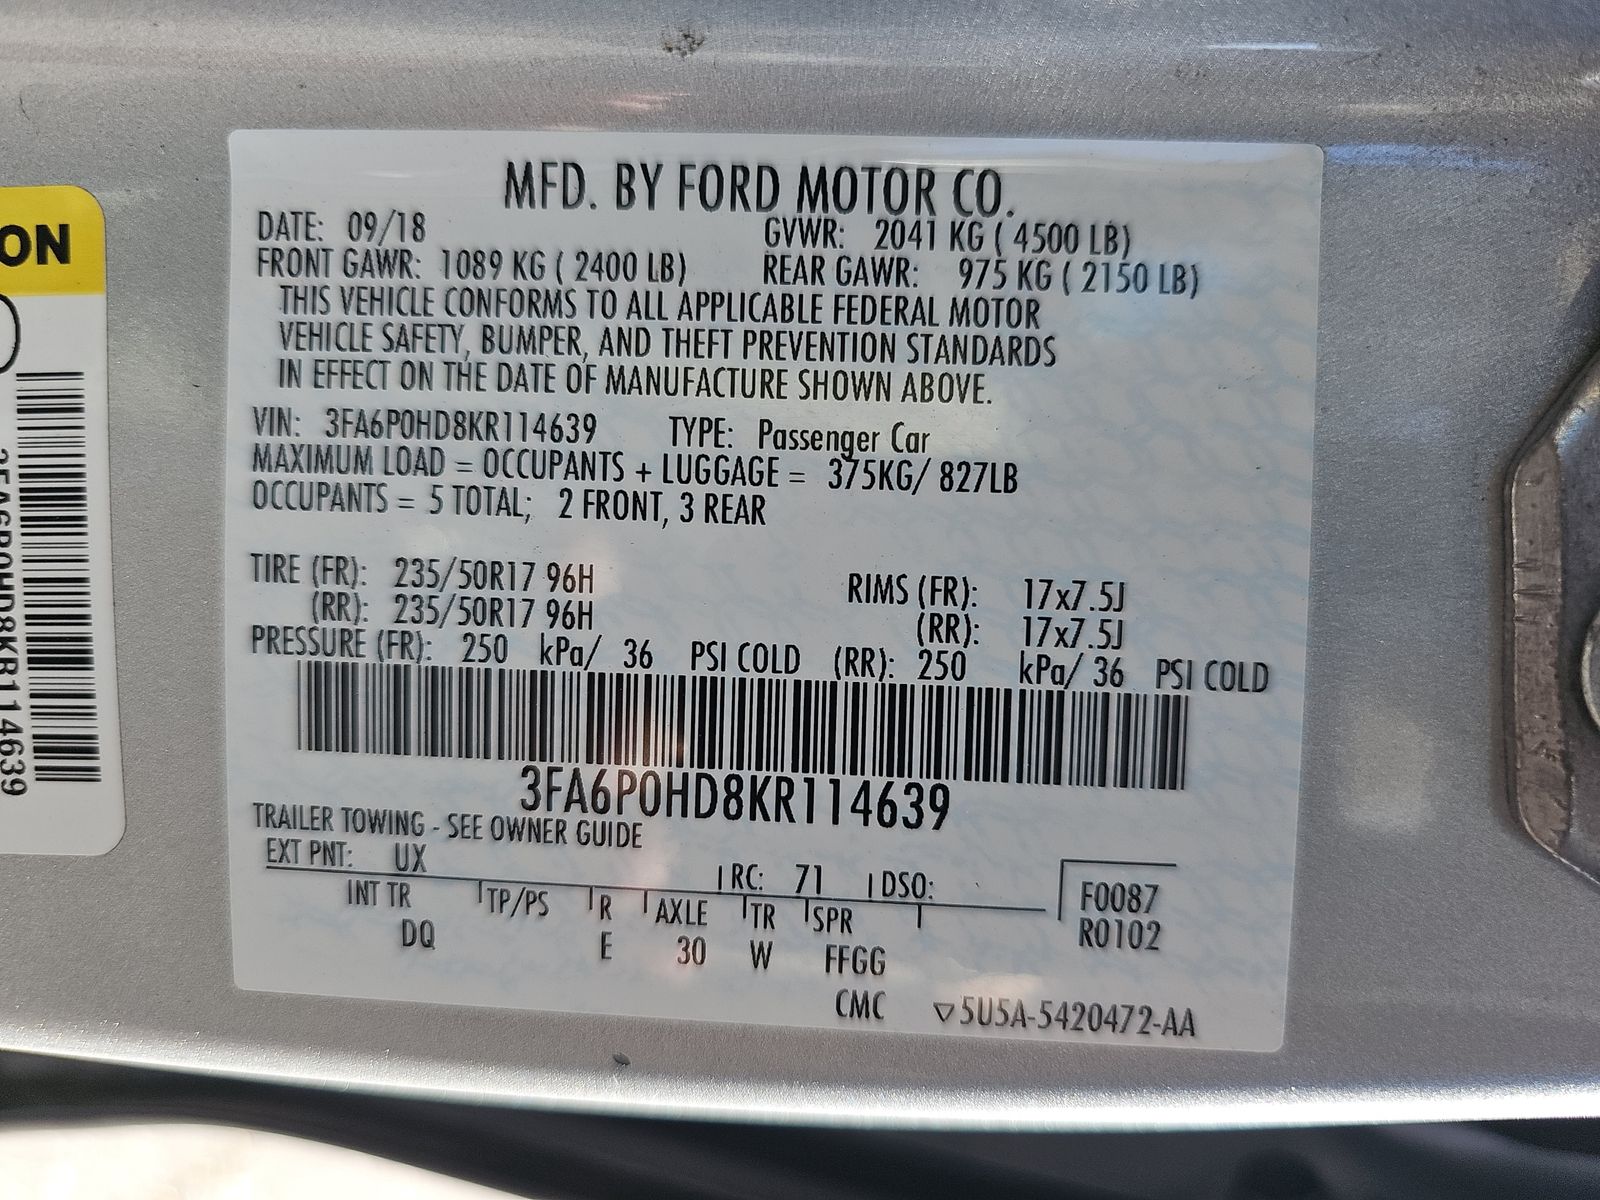 MFD. BY FORD MOTOR CO.
DATE: 09/18 GVWR: 2041 KG ( 4500 LB)
FRONT GAWR: 1089 KG ( 2400 LB) REAR GAWR: 975 KG ( 2150 LB)
THIS VEHICLE CONFORMS TO ALL APPLICABLE FEDERAL MOTOR
VEHICLE SAFETY, BUMPER, AND THEFT PREVENTION STANDARDS
IN EFFECT ON THE DATE OF MANUFACTURE SHOWN ABOVE.
VIN: 3FA6P0HD8KR114639 TYPE: Passenger Car
MAXIMUM LOAD = OCCUPANTS + LUGGAGE = 375KG/ 827LB
OCCUPANTS = 5 TOTAL; 2 FRONT, 3 REAR
TIRE (FR): 235/50R17 96H RIMS (FR): 17x7.5J
(RR): 235/50R17 96H (RR): 17x7.5J
PRESSURE (FR): 250 kPa/ 36 PSI COLD (RR): 250 kPa/ 36 PSI COLD
3FA6P0HD8KR114639
TRAILER TOWING - SEE OWNER GUIDE
EXT PNT: UX RC: 71 DSO:
INT TR TP/PS R AXLE TR SPR F0087
DQ E 30 W FFGG R0102
CMC ▽5U5A-5420472-AA
ON
3FA6P0HD8KR114639